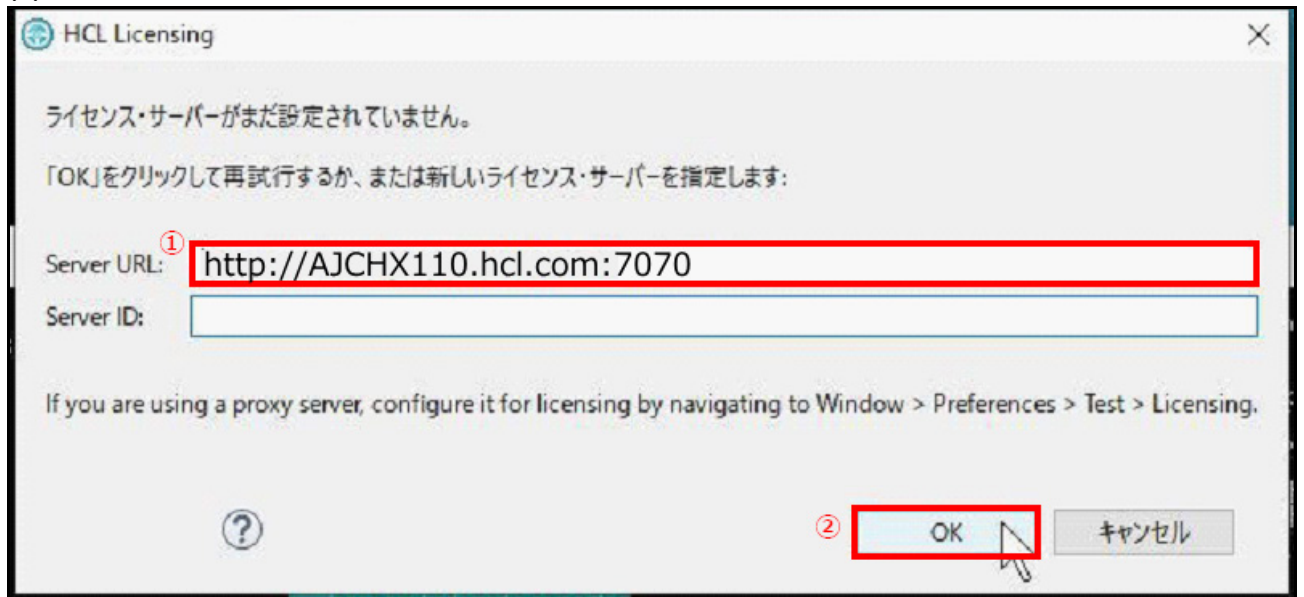 HCL Licensing
ライセンス・サーバーがまだ設定されていません。
「OK」をクリックして再試行するか、または新しいライセンス・サーバーを指定します:
①
Server URL: http://AJCHX110.hcl.com:7070
Server ID:
If you are using a proxy server, configure it for licensing by navigating to Window > Preferences > Test > Licensing.
② OK キャンセル